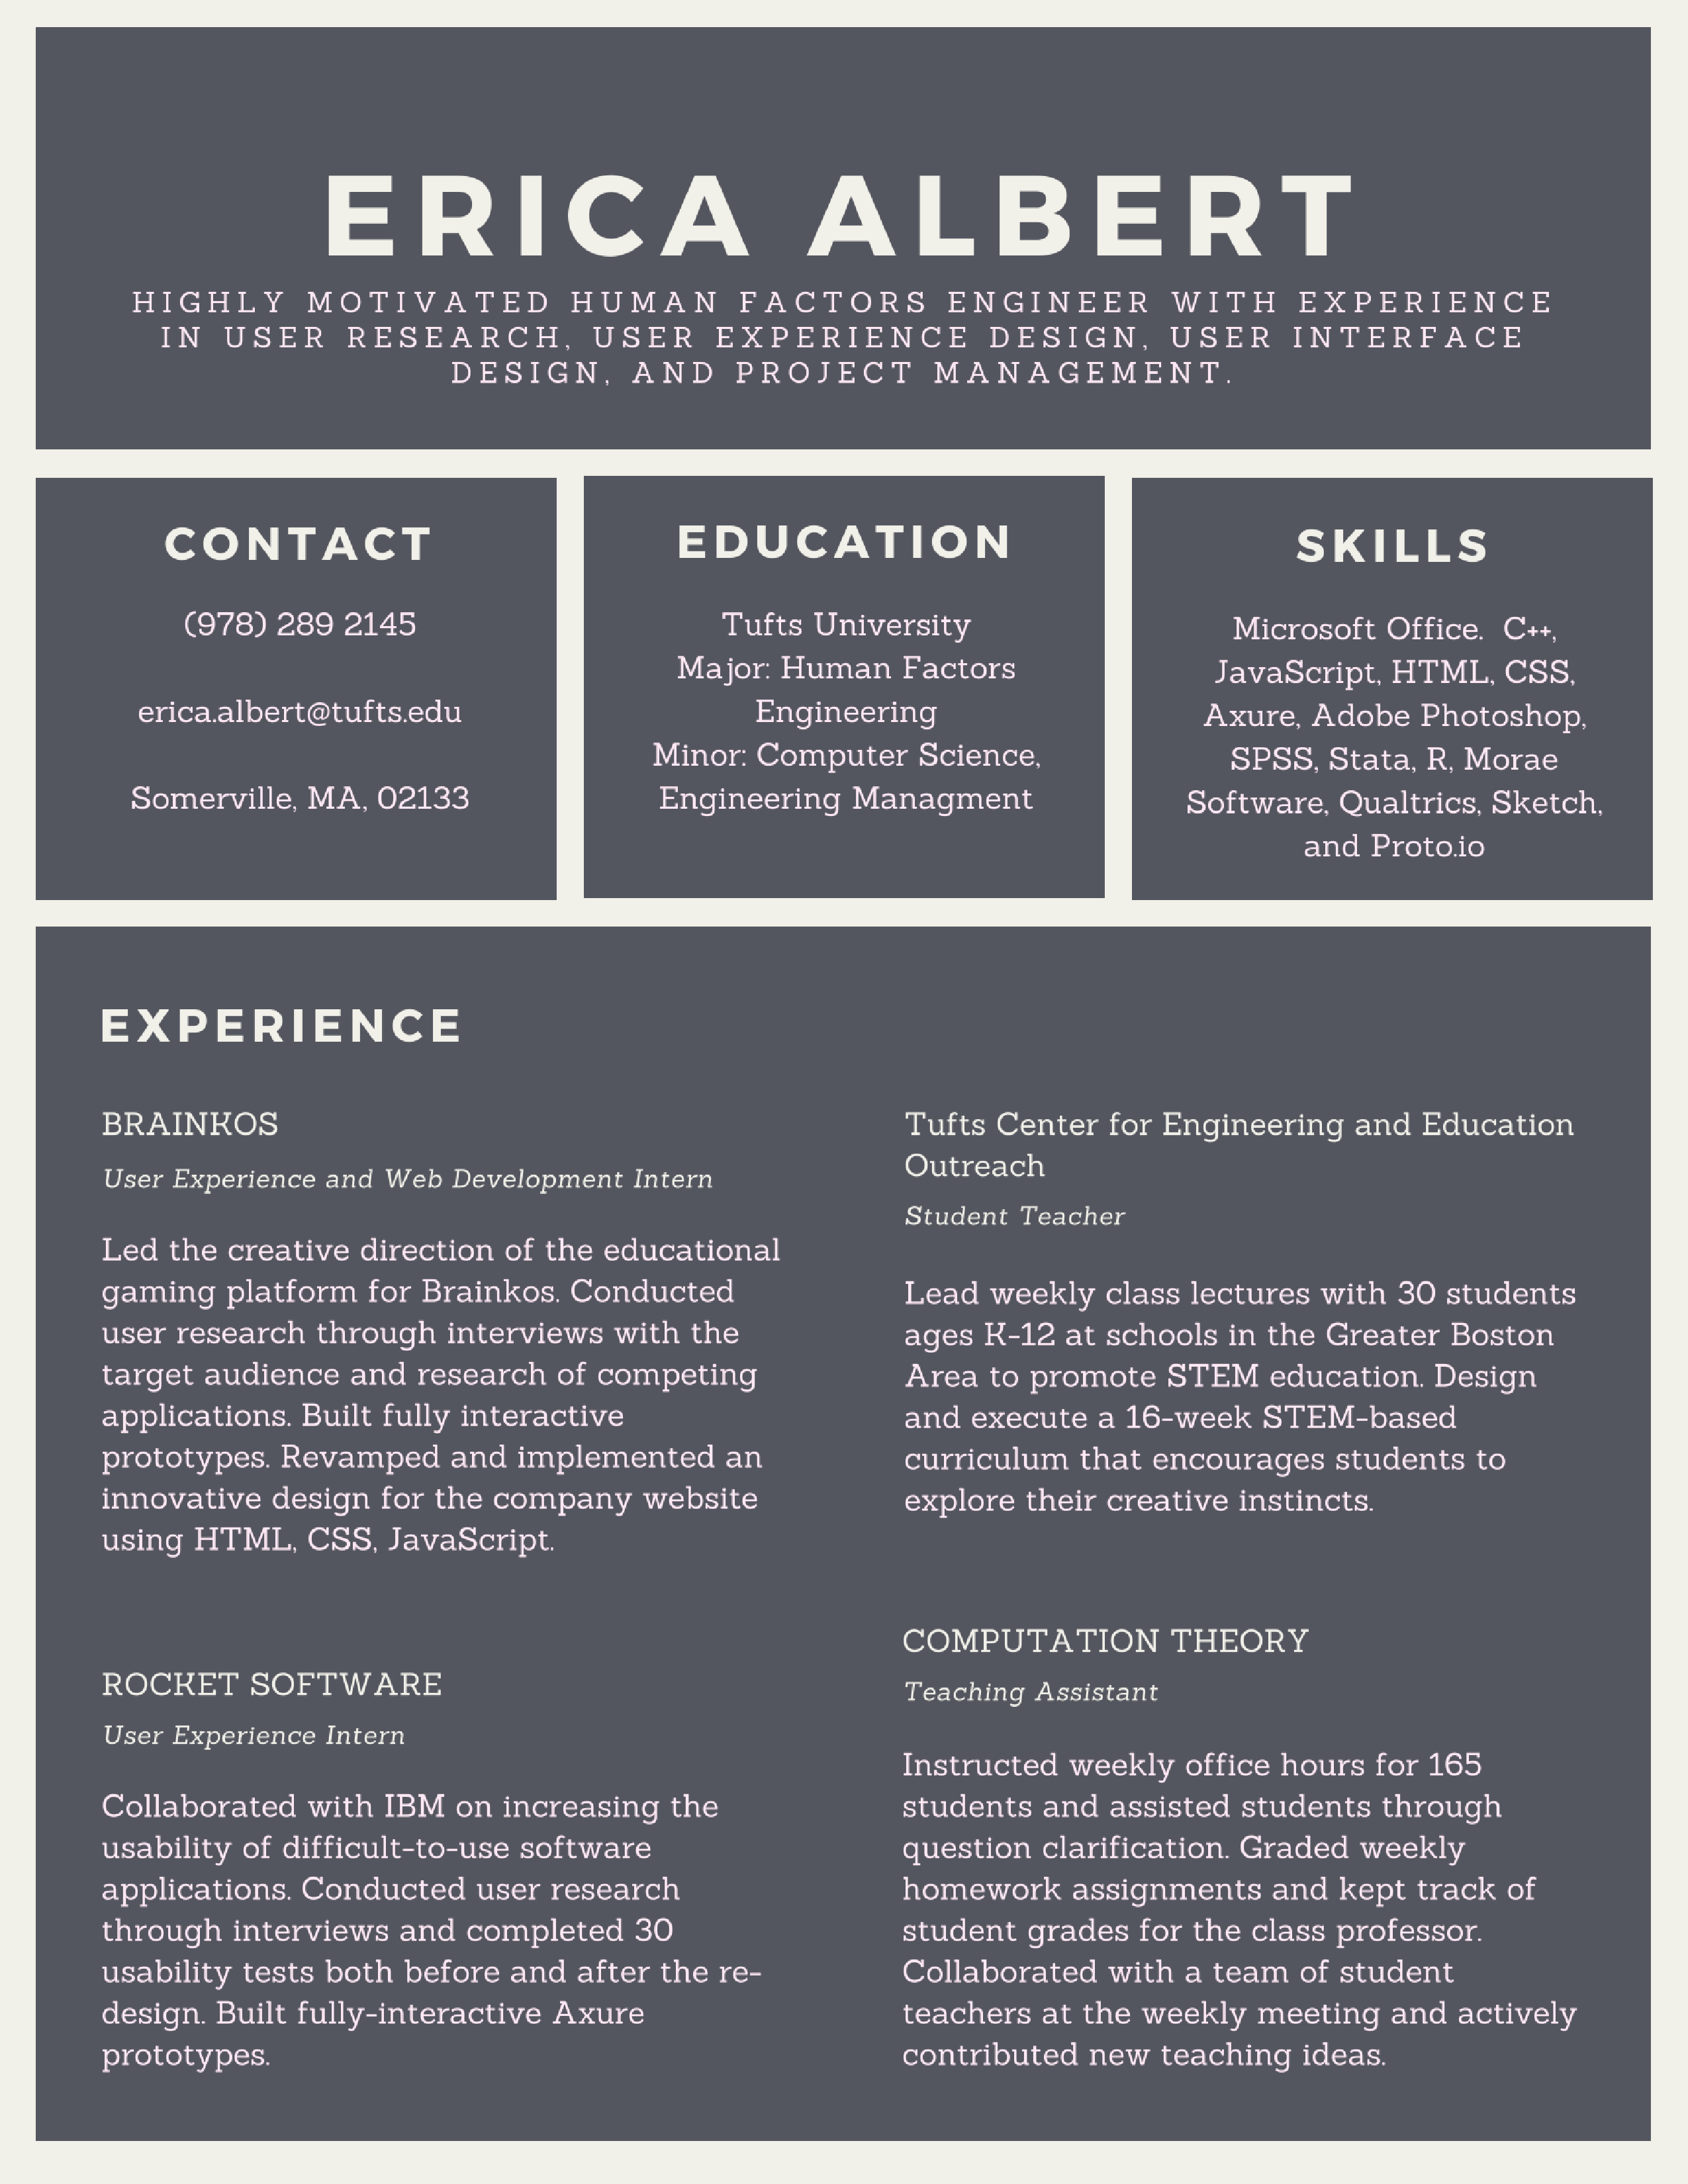 ERICA ALBERT
HIGHLY MOTIVATED HUMAN FACTORS ENGINEER WITH EXPERIENCE
IN USER RESEARCH, USER EXPERIENCE DESIGN, USER INTERFACE
DESIGN, AND PROJECT MANAGEMENT.
CONTACT
(978) 289 2145
erica.albert@tufts.edu
Somerville, MA, 02133
EDUCATION
Tufts University
Major: Human Factors
Engineering
Minor: Computer Science,
Engineering Managment
SKILLS
Microsoft Office.  C++,
JavaScript, HTML, CSS,
Axure, Adobe Photoshop,
SPSS, Stata, R, Morae
Software, Qualtrics, Sketch,
and Proto.io
EXPERIENCE
BRAINKOS
User Experience and Web Development Intern
Led the creative direction of the educational
gaming platform for Brainkos. Conducted
user research through interviews with the
target audience and research of competing
applications. Built fully interactive
prototypes. Revamped and implemented an
innovative design for the company website
using HTML, CSS, JavaScript.
ROCKET SOFTWARE
User Experience Intern
Collaborated with IBM on increasing the
usability of difficult-to-use software
applications. Conducted user research
through interviews and completed 30
usability tests both before and after the re-
design. Built fully-interactive Axure
prototypes.
Tufts Center for Engineering and Education
Outreach
Student Teacher
Lead weekly class lectures with 30 students
ages K-12 at schools in the Greater Boston
Area to promote STEM education. Design
and execute a 16-week STEM-based
curriculum that encourages students to
explore their creative instincts.
COMPUTATION THEORY
Teaching Assistant
Instructed weekly office hours for 165
students and assisted students through
question clarification. Graded weekly
homework assignments and kept track of
student grades for the class professor.
Collaborated with a team of student
teachers at the weekly meeting and actively
contributed new teaching ideas.